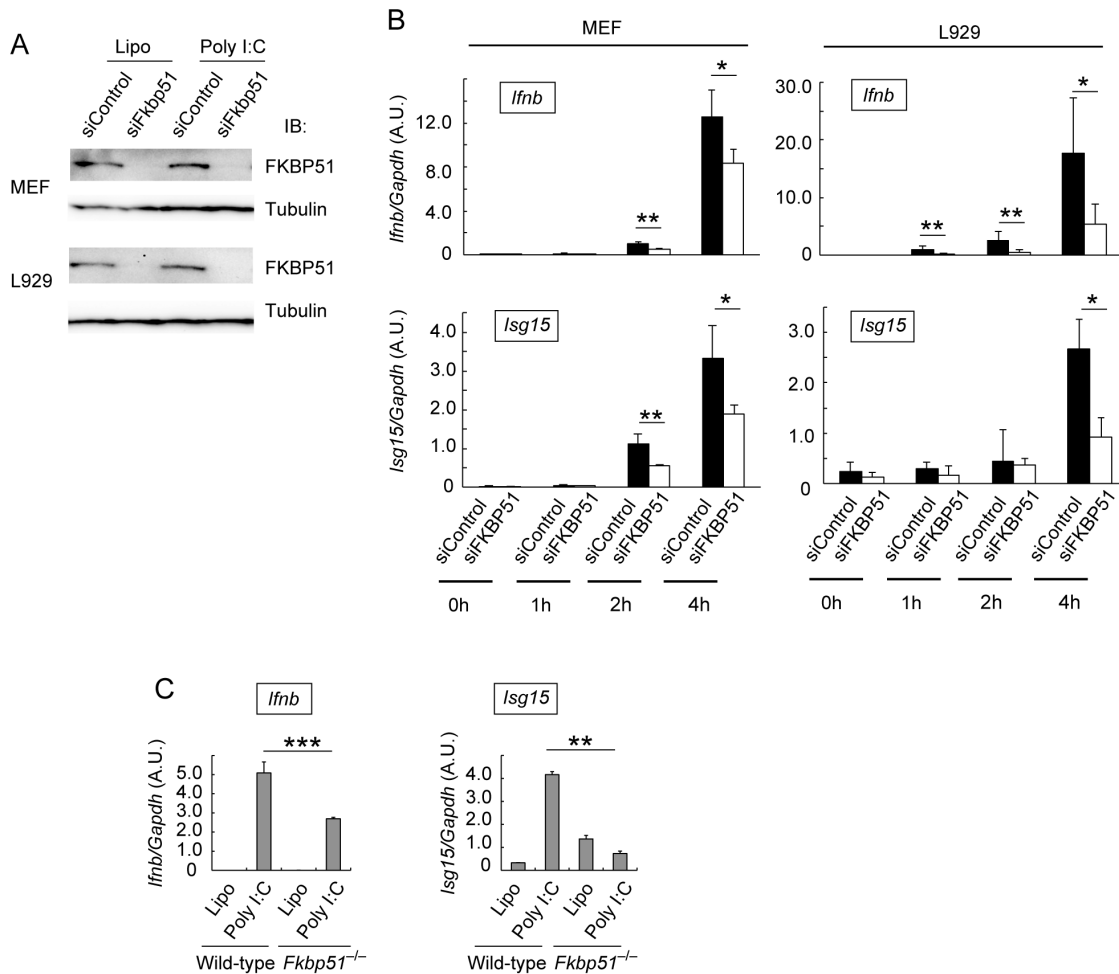 A
Lipo Poly I:C
siControl siFkbp51 siControl siFkbp51
IB:
MEF
FKBP51
Tubulin
L929
FKBP51
Tubulin
B
MEF
Ifnb
Ifnb/Gapdh (A.U.)
12.0
8.0
4.0
0
*
**
L929
Ifnb
30.0
20.0
10.0
0
**
**
*
Isg15
Isg15/Gapdh (A.U.)
4.0
3.0
2.0
1.0
0
**
*
siControl siFKBP51 siControl siFKBP51 siControl siFKBP51 siControl siFKBP51
0h 1h 2h 4h
Isg15
3.0
2.0
1.0
0
*
siControl siFKBP51 siControl siFKBP51 siControl siFKBP51 siControl siFKBP51
0h 1h 2h 4h
C
Ifnb
Ifnb/Gapdh (A.U.)
5.0
4.0
3.0
2.0
1.0
0
***
Lipo Poly I:C Lipo Poly I:C
Wild-type Fkbp51–/–
Isg15
Isg15/Gapdh (A.U.)
4.0
3.0
2.0
1.0
0
**
Lipo Poly I:C Lipo Poly I:C
Wild-type Fkbp51–/–